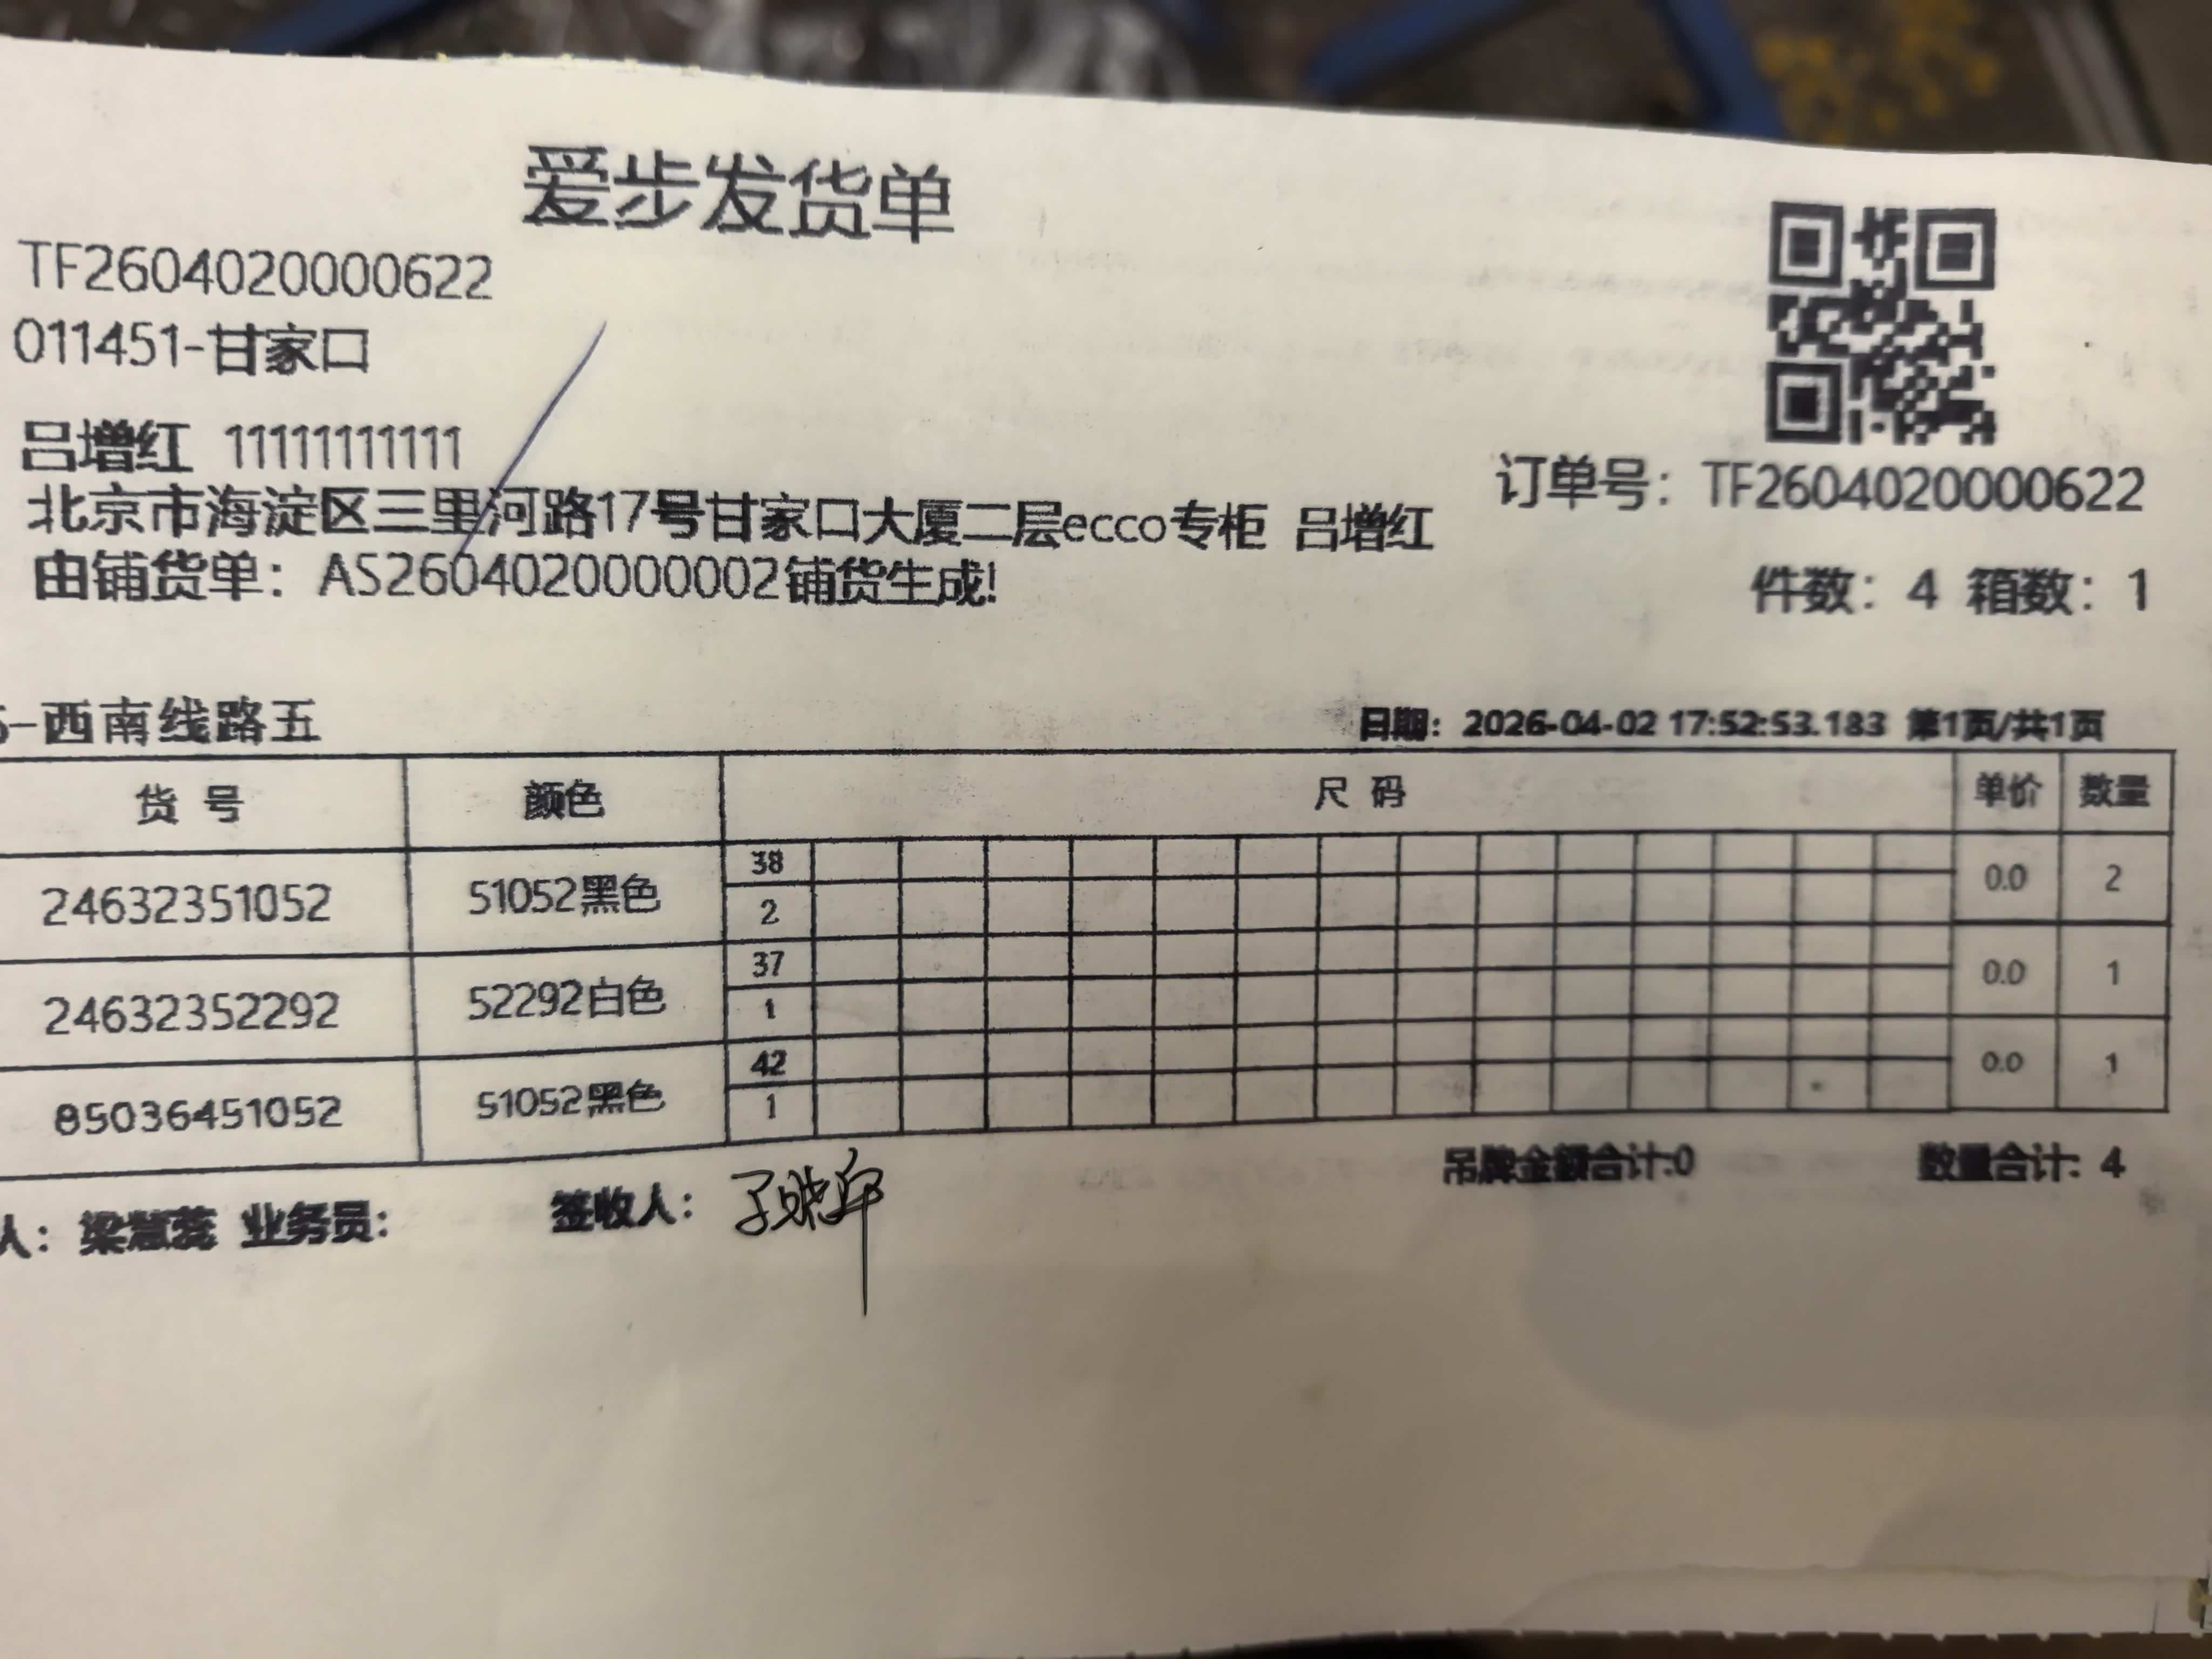 爱步发货单
TF2604020000622
011451-甘家口
吕增红 11111111111
北京市海淀区三里河路17号甘家口大厦二层ecco专柜 吕增红
订单号：TF2604020000622
由铺货单：AS2604020000002铺货生成!
件数：4 箱数：1
-西南线路五
日期：2026-04-02 17:52:53.183 第1页/共1页
货号 颜色 尺码 单价 数量
38
24632351052 51052黑色 0.0 2
2
37
24632352292 52292白色 0.0 1
1
42
85036451052 51052黑色 0.0 1
1
吊牌金额合计:0 数量合计: 4
人：梁慧蕊 业务员： 签收人：